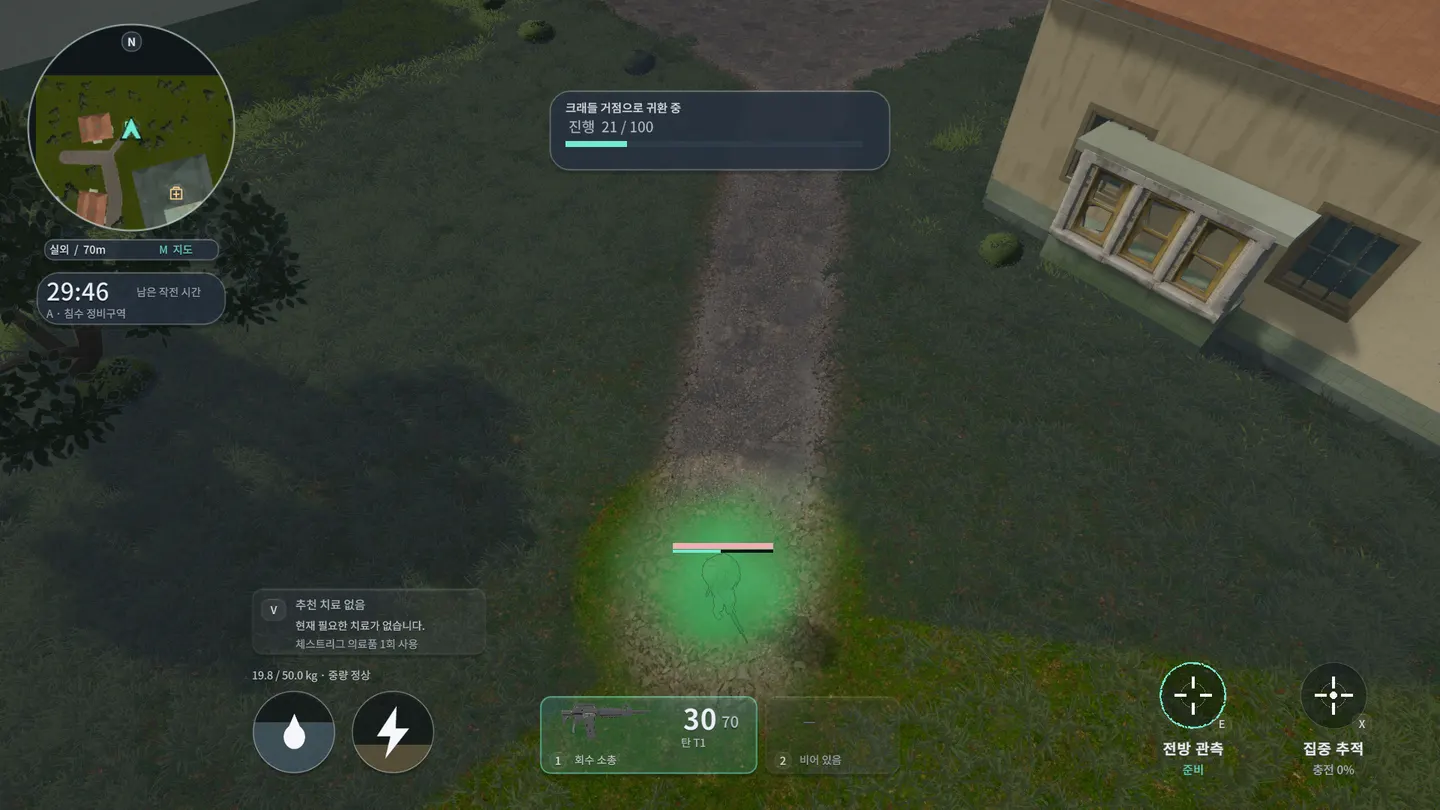 N
실외 / 70m M 지도
29:46 남은 작전 시간
A · 침수 정비구역
크래들 거점으로 귀환 중
진행 21 / 100
V 추천 치료 없음
현재 필요한 치료가 없습니다.
체스트리그 의료품 1회 사용
19.8 / 50.0 kg · 중량 정상
30 70
탄 T1
1 회수 소총
—
2 비어 있음
E
전방 관측
준비
X
집중 추적
충전 0%